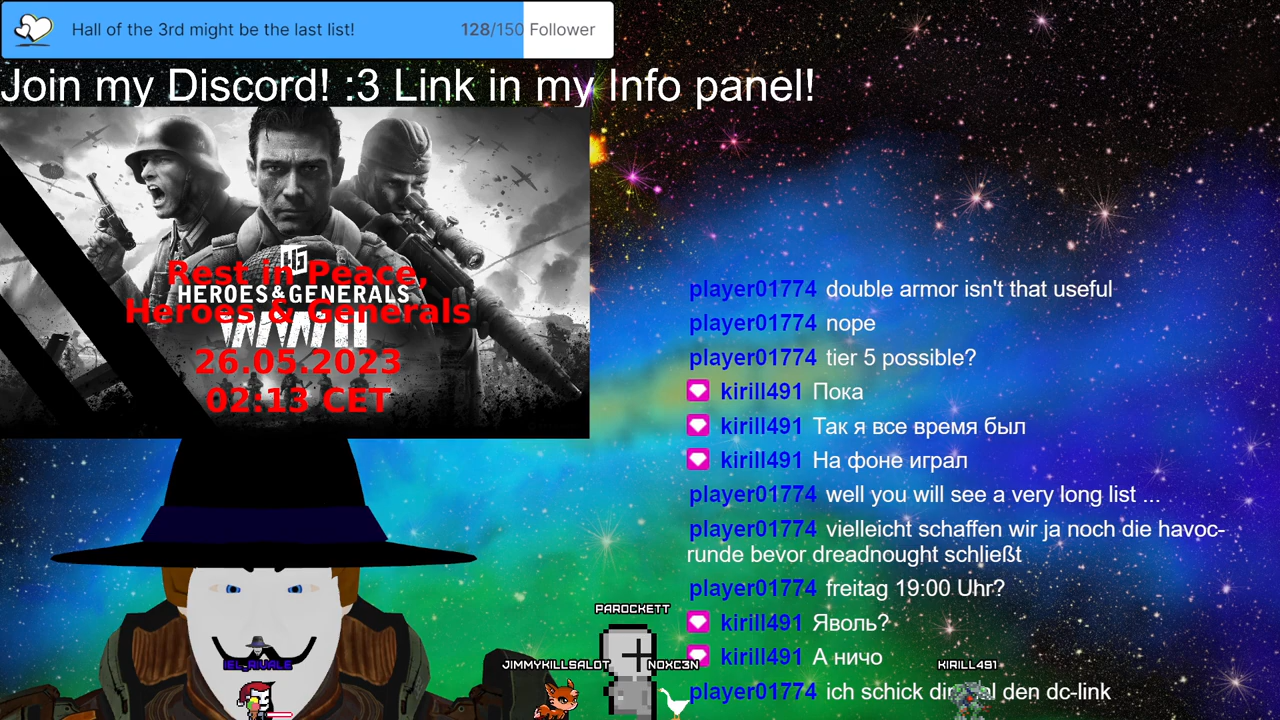 Hall of the 3rd might be the last list!
128/150 Follower
Join my Discord! :3 Link in my Info panel!
Rest in Peace,
HEROES & GENERALS
Heroes & Generals
WWII
26.05.2023
02:13 CET
player01774 double armor isn't that useful
player01774 nope
player01774 tier 5 possible?
kirill491 Пока
kirill491 Так я все время был
kirill491 На фоне играл
player01774 well you will see a very long list ...
player01774 vielleicht schaffen wir ja noch die havoc-
runde bevor dreadnought schließt
player01774 freitag 19:00 Uhr?
kirill491 Яволь?
kirill491 А ничо
player01774 ich schick dir den dc-link
PAROCKETT
IEL_RIVALE
JIMMYKILLSALOT
NOXC3N
KIRILL491